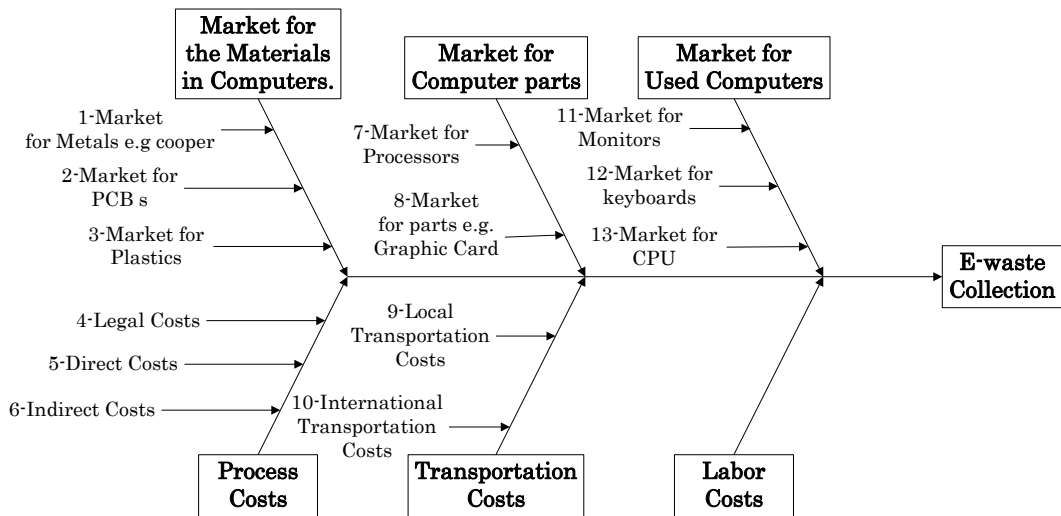 Market for
the Materials
in Computers.
Market for
Computer parts
Market for
Used Computers
1-Market
for Metals e.g cooper
2-Market for
PCB s
3-Market for
Plastics
7-Market for
Processors
8-Market
for parts e.g.
Graphic Card
11-Market for
Monitors
12-Market for
keyboards
13-Market for
CPU
E-waste
Collection
4-Legal Costs
5-Direct Costs
6-Indirect Costs
9-Local
Transportation
Costs
10-International
Transportation
Costs
Process
Costs
Transportation
Costs
Labor
Costs